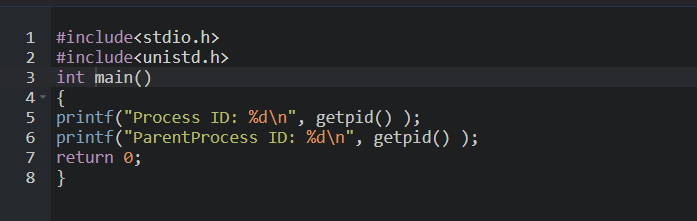 1 #include<stdio.h>
2 #include<unistd.h>
3 int main()
4 {
5 printf("Process ID: %d\n", getpid() );
6 printf("ParentProcess ID: %d\n", getpid() );
7 return 0;
8 }